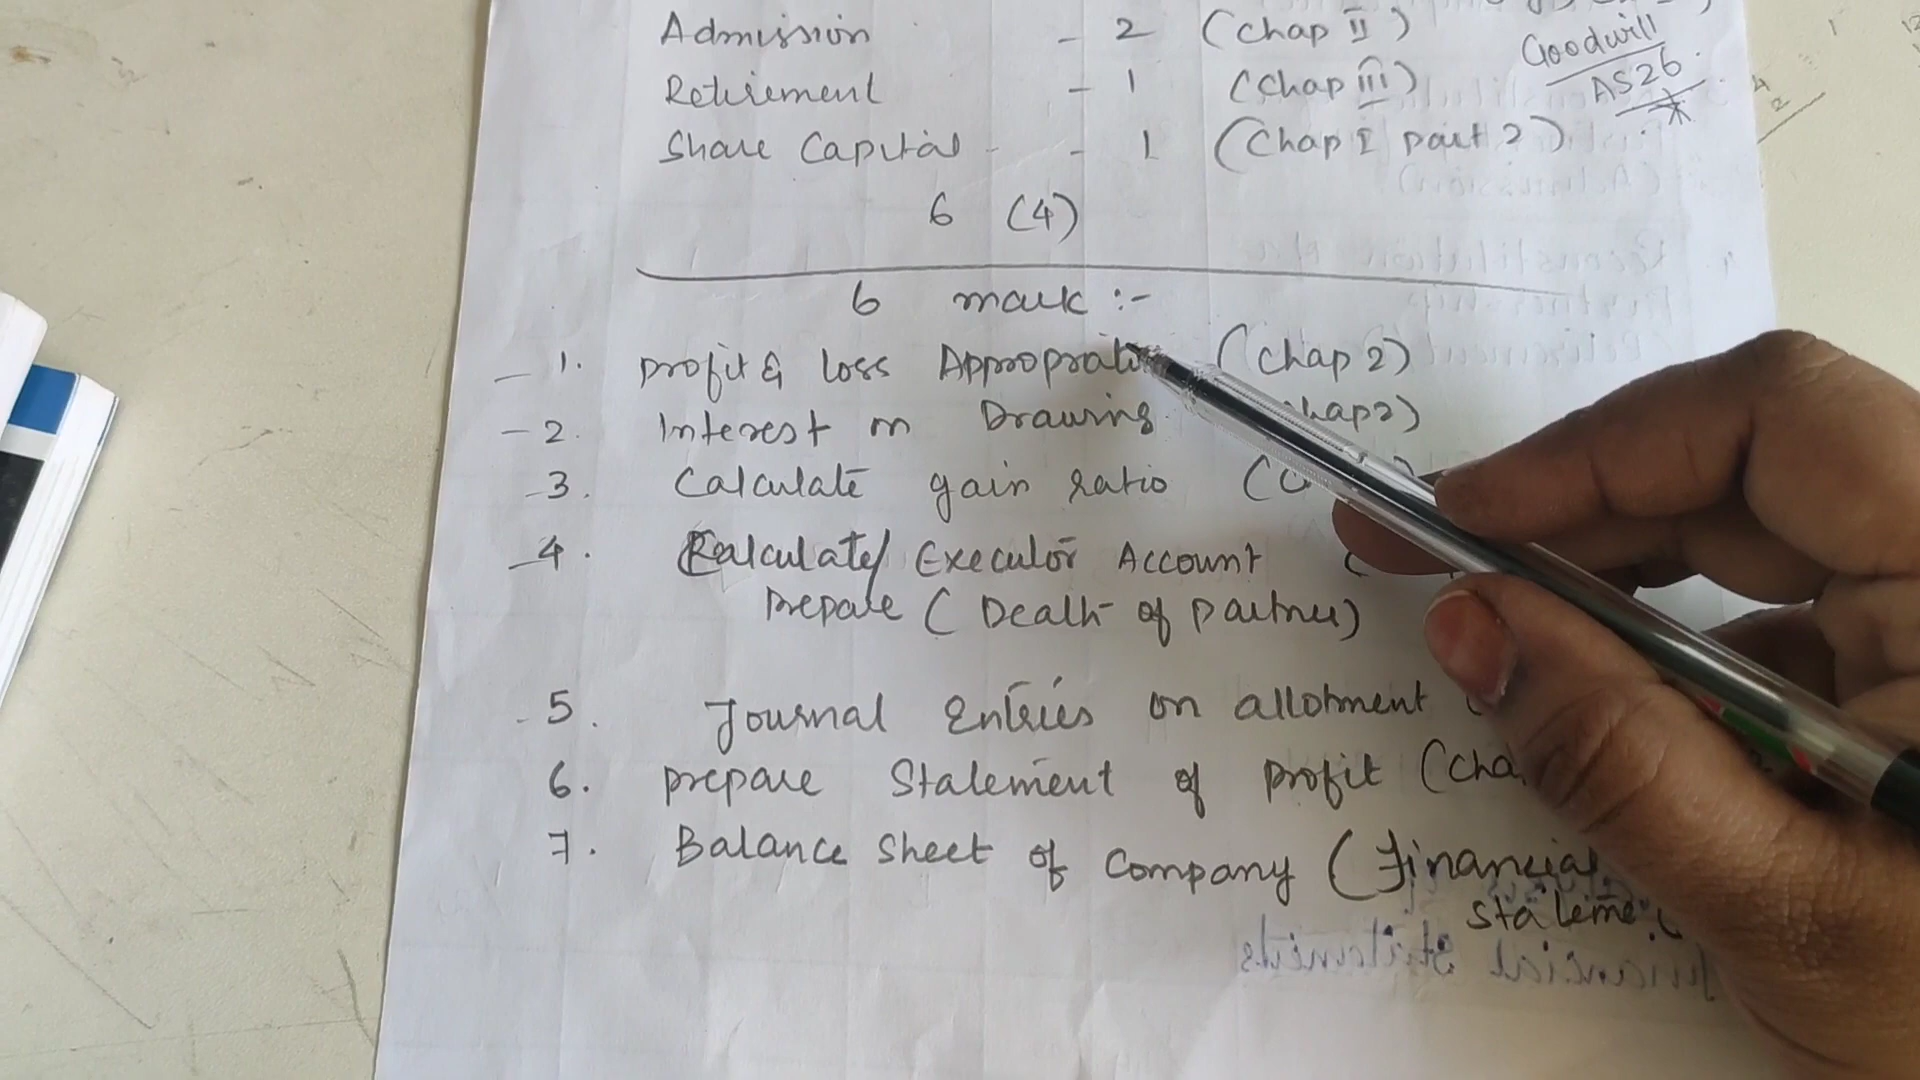 Admission - 2 (Chap II)
Goodwill
AS26
Retirement - 1 (Chap III)
Share Capital - 1 (Chap I part 2)
6 (4)
6 mark :-
1. Profit & Loss Appropratio (Chap 2)
2. Interest on Drawing (chap2)
3. Calculate gain ratio
4. Calculate/ Executor Account
Prepare (Death of Partner)
5. Journal Entries on allotment
6. prepare Statement of Profit (Cha
7. Balance Sheet of Company (Financial
Stateme